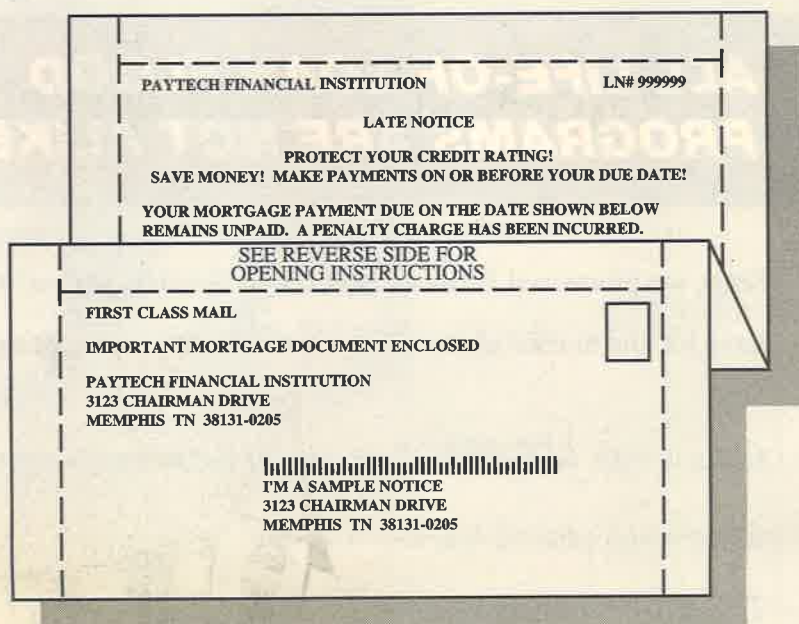 PAYTECH FINANCIAL INSTITUTION LN# 999999
LATE NOTICE
PROTECT YOUR CREDIT RATING!
SAVE MONEY! MAKE PAYMENTS ON OR BEFORE YOUR DUE DATE!
YOUR MORTGAGE PAYMENT DUE ON THE DATE SHOWN BELOW
REMAINS UNPAID. A PENALTY CHARGE HAS BEEN INCURRED.
SEE REVERSE SIDE FOR
OPENING INSTRUCTIONS
FIRST CLASS MAIL
IMPORTANT MORTGAGE DOCUMENT ENCLOSED
PAYTECH FINANCIAL INSTITUTION
3123 CHAIRMAN DRIVE
MEMPHIS TN 38131-0205
I'M A SAMPLE NOTICE
3123 CHAIRMAN DRIVE
MEMPHIS TN 38131-0205